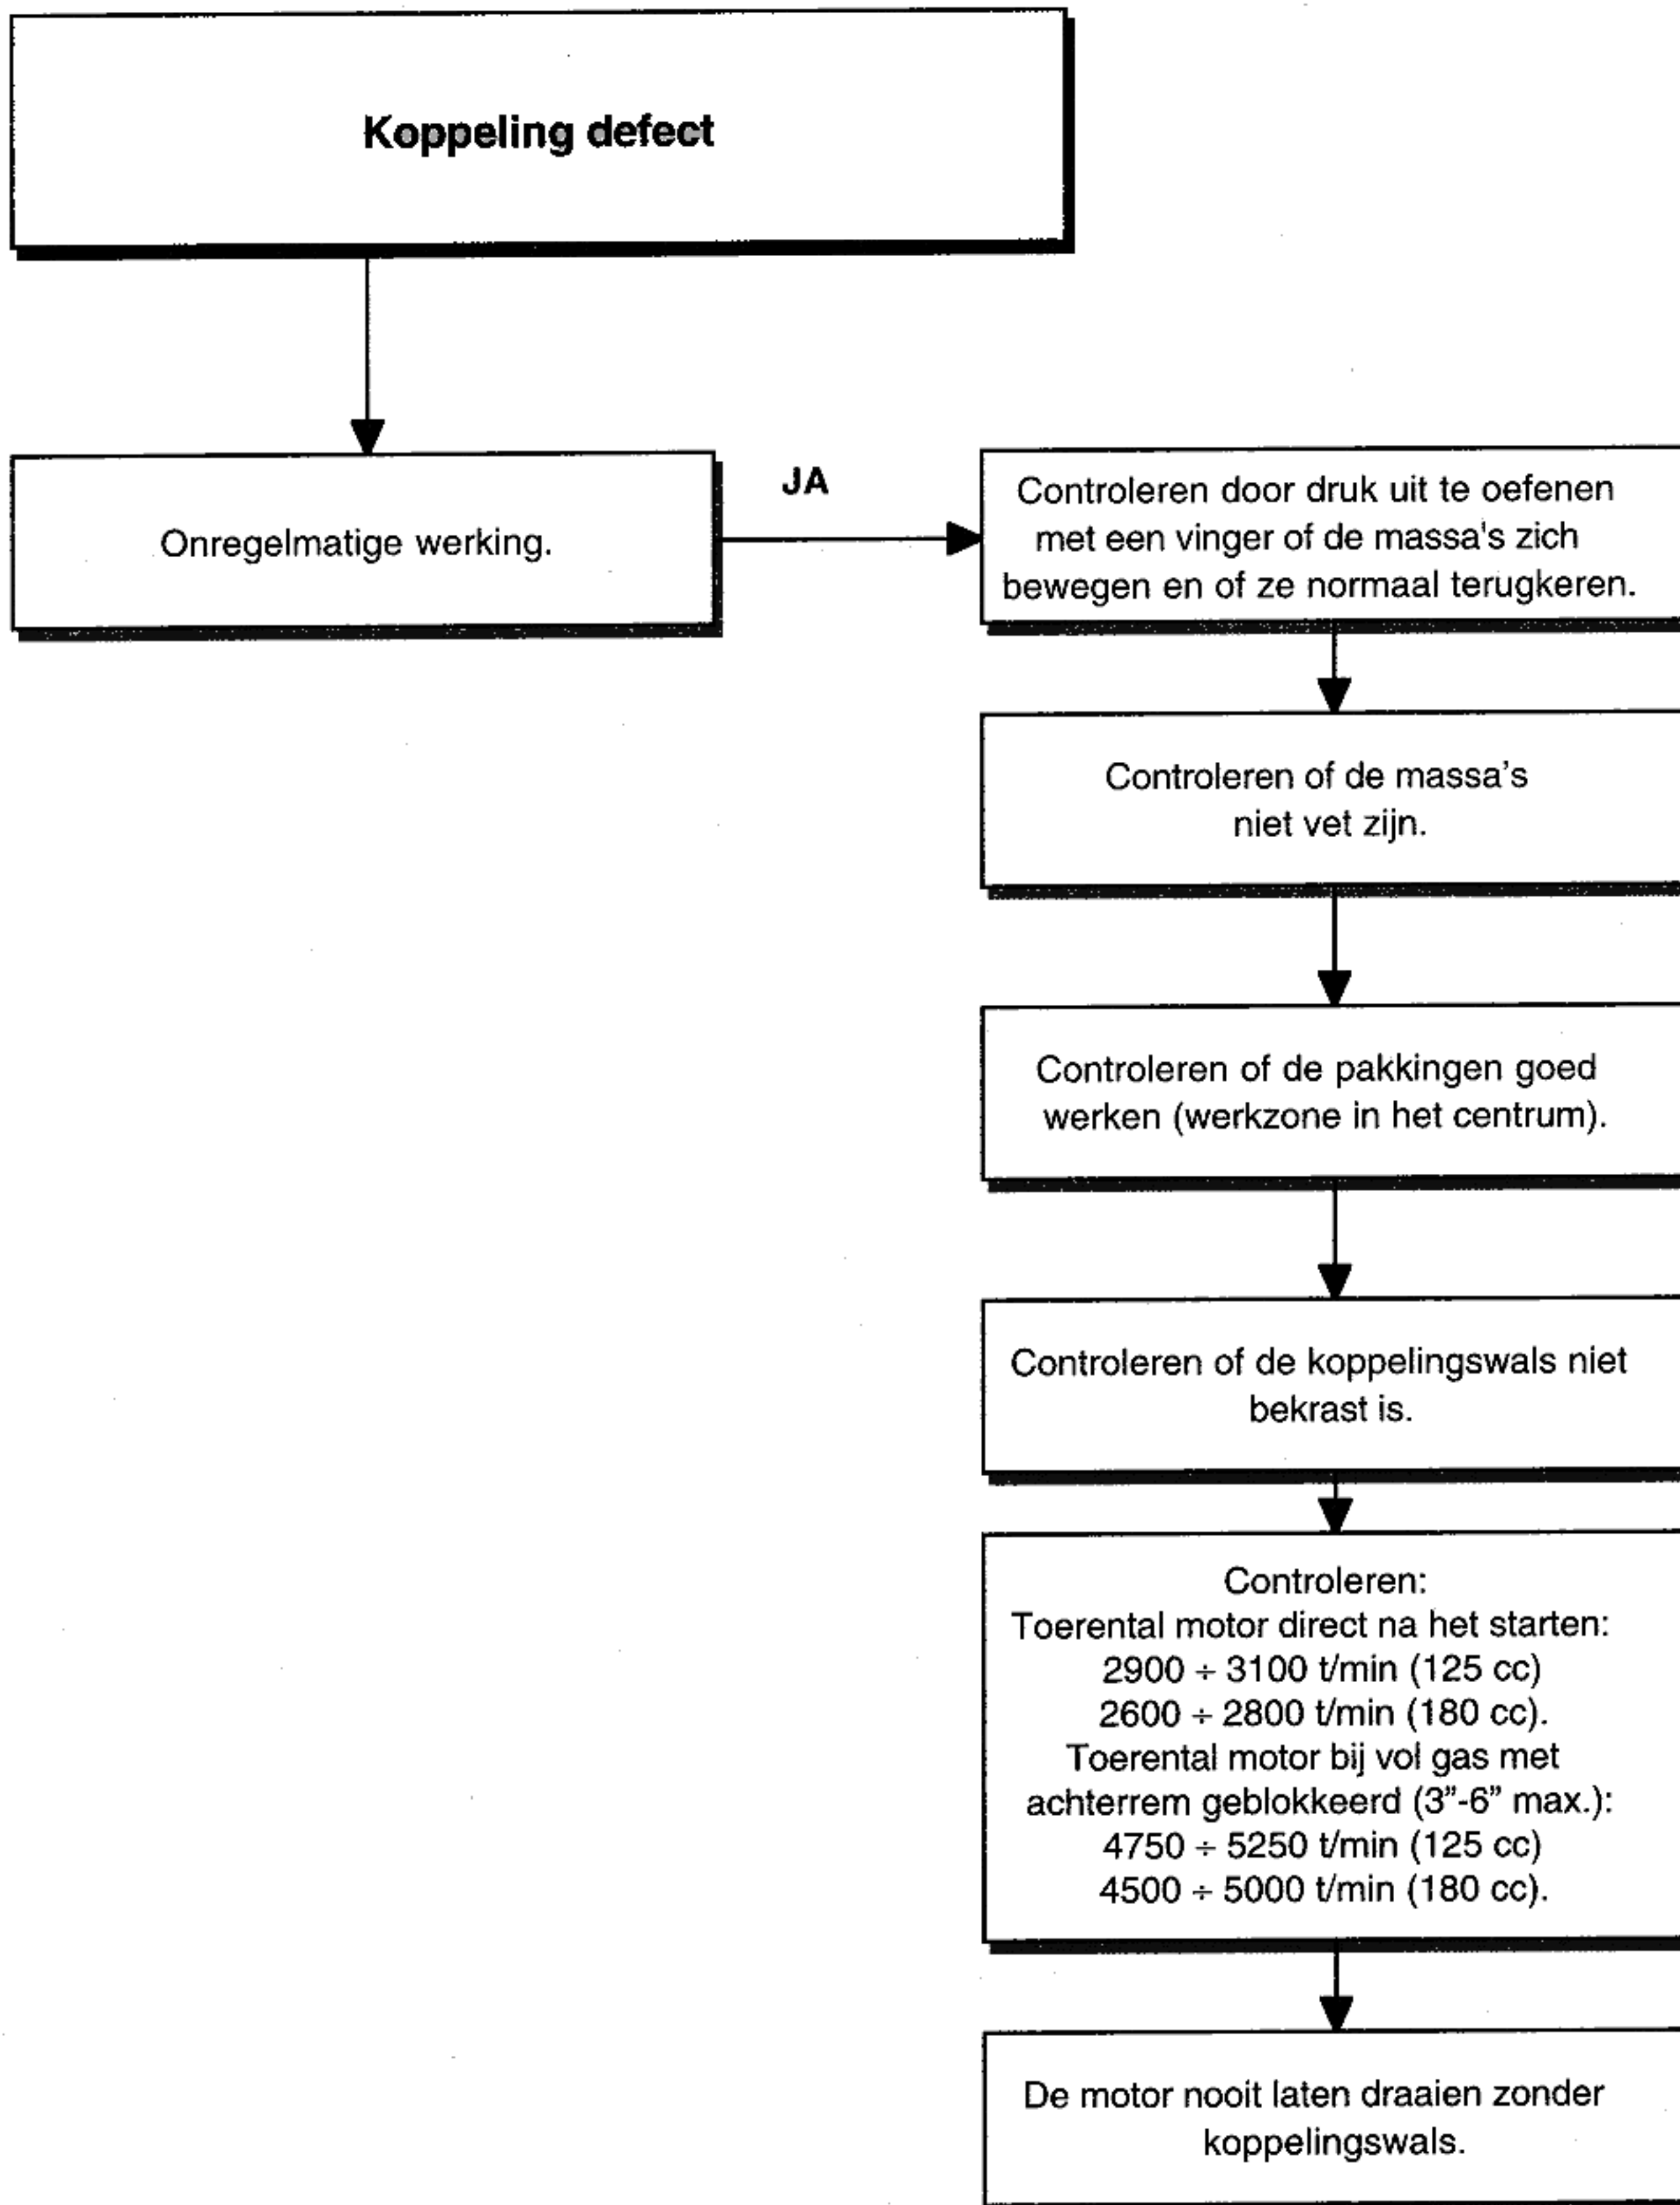 Koppeling defect
Onregelmatige werking.
JA
Controleren door druk uit te oefenen
met een vinger of de massa's zich
bewegen en of ze normaal terugkeren.
Controleren of de massa's
niet vet zijn.
Controleren of de pakkingen goed
werken (werkzone in het centrum).
Controleren of de koppelingswals niet
bekrast is.
Controleren:
Toerental motor direct na het starten:
2900 ÷ 3100 t/min (125 cc)
2600 ÷ 2800 t/min (180 cc).
Toerental motor bij vol gas met
achterrem geblokkeerd (3”-6” max.):
4750 ÷ 5250 t/min (125 cc)
4500 ÷ 5000 t/min (180 cc).
De motor nooit laten draaien zonder
koppelingswals.